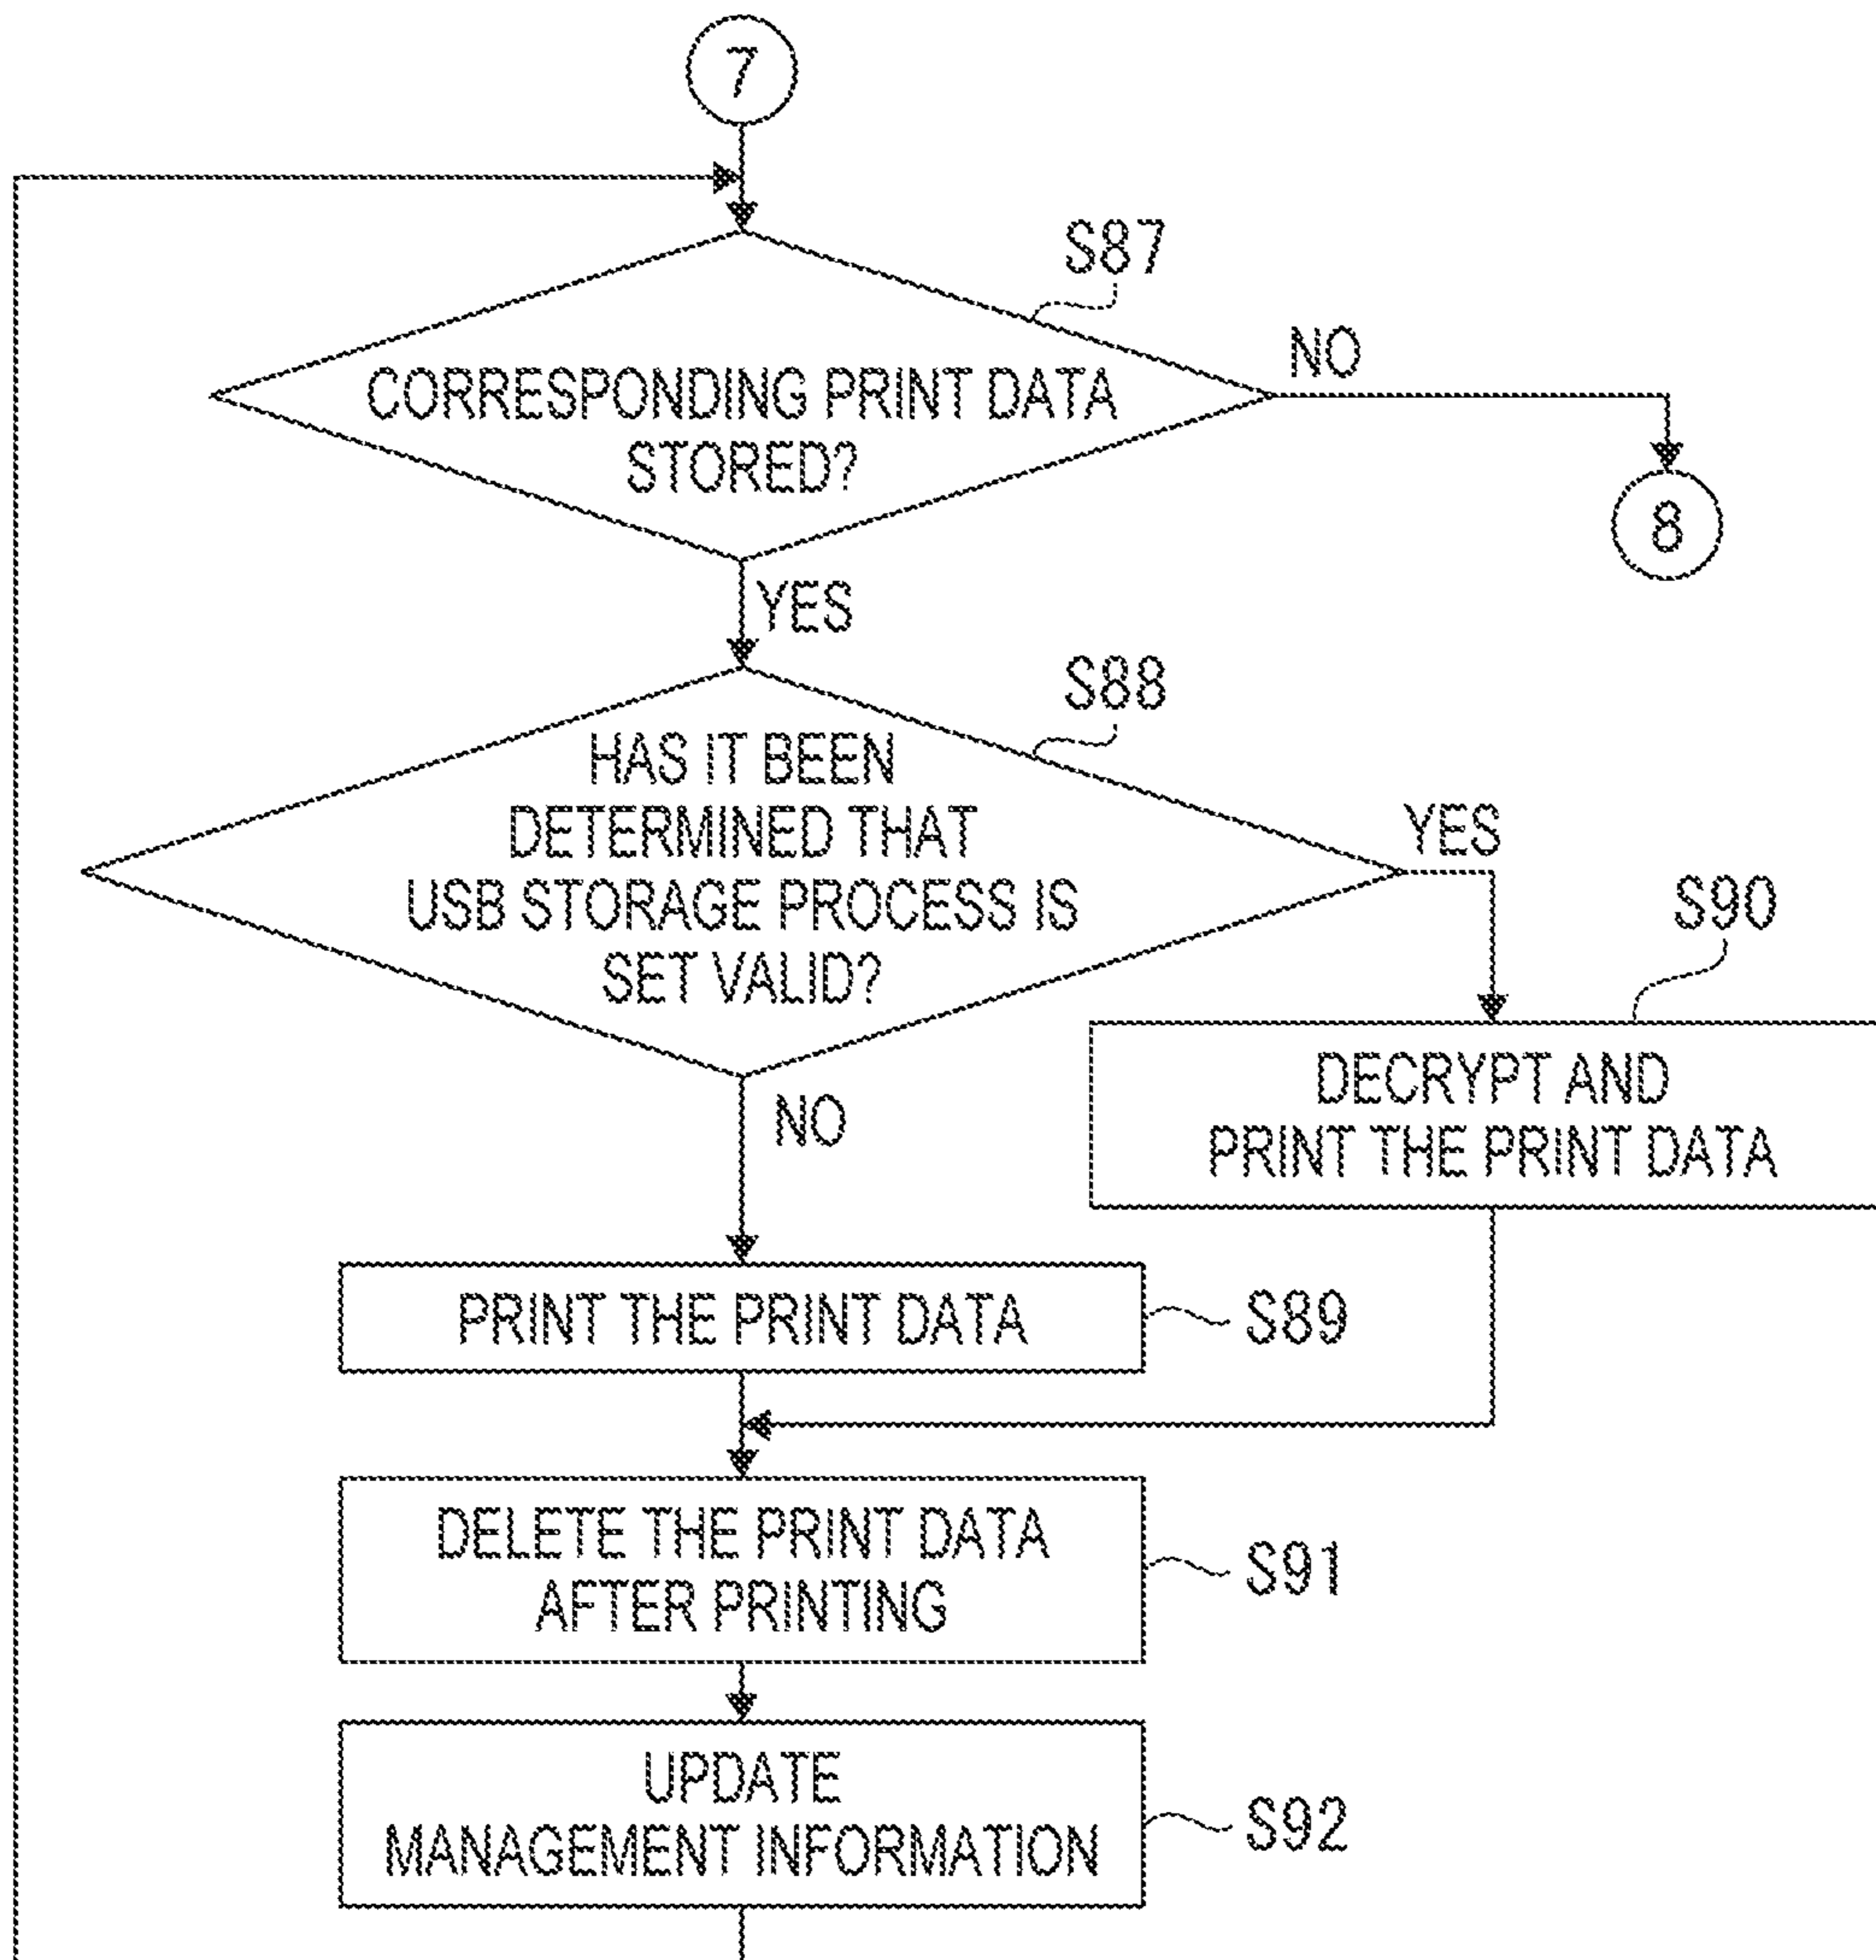 7
S87
NO
CORRESPONDING PRINT DATA
STORED?
8
YES
S88
HAS IT BEEN
DETERMINED THAT
USB STORAGE PROCESS IS
SET VALID?
YES
S90
DECRYPT AND
PRINT THE PRINT DATA
NO
PRINT THE PRINT DATA
S89
DELETE THE PRINT DATA
AFTER PRINTING
S91
UPDATE
MANAGEMENT INFORMATION
S92